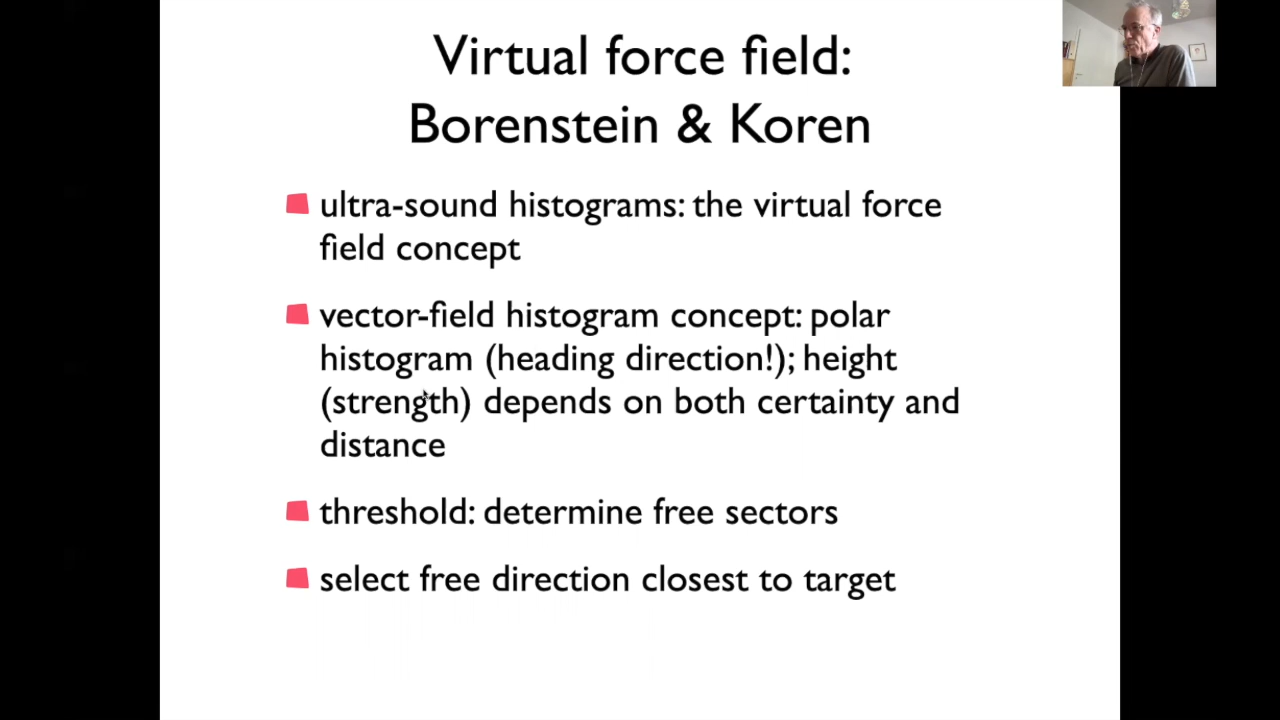 Virtual force field:
Borenstein & Koren
ultra-sound histograms: the virtual force
field concept
vector-field histogram concept: polar
histogram (heading direction!); height
(strength) depends on both certainty and
distance
threshold: determine free sectors
select free direction closest to target